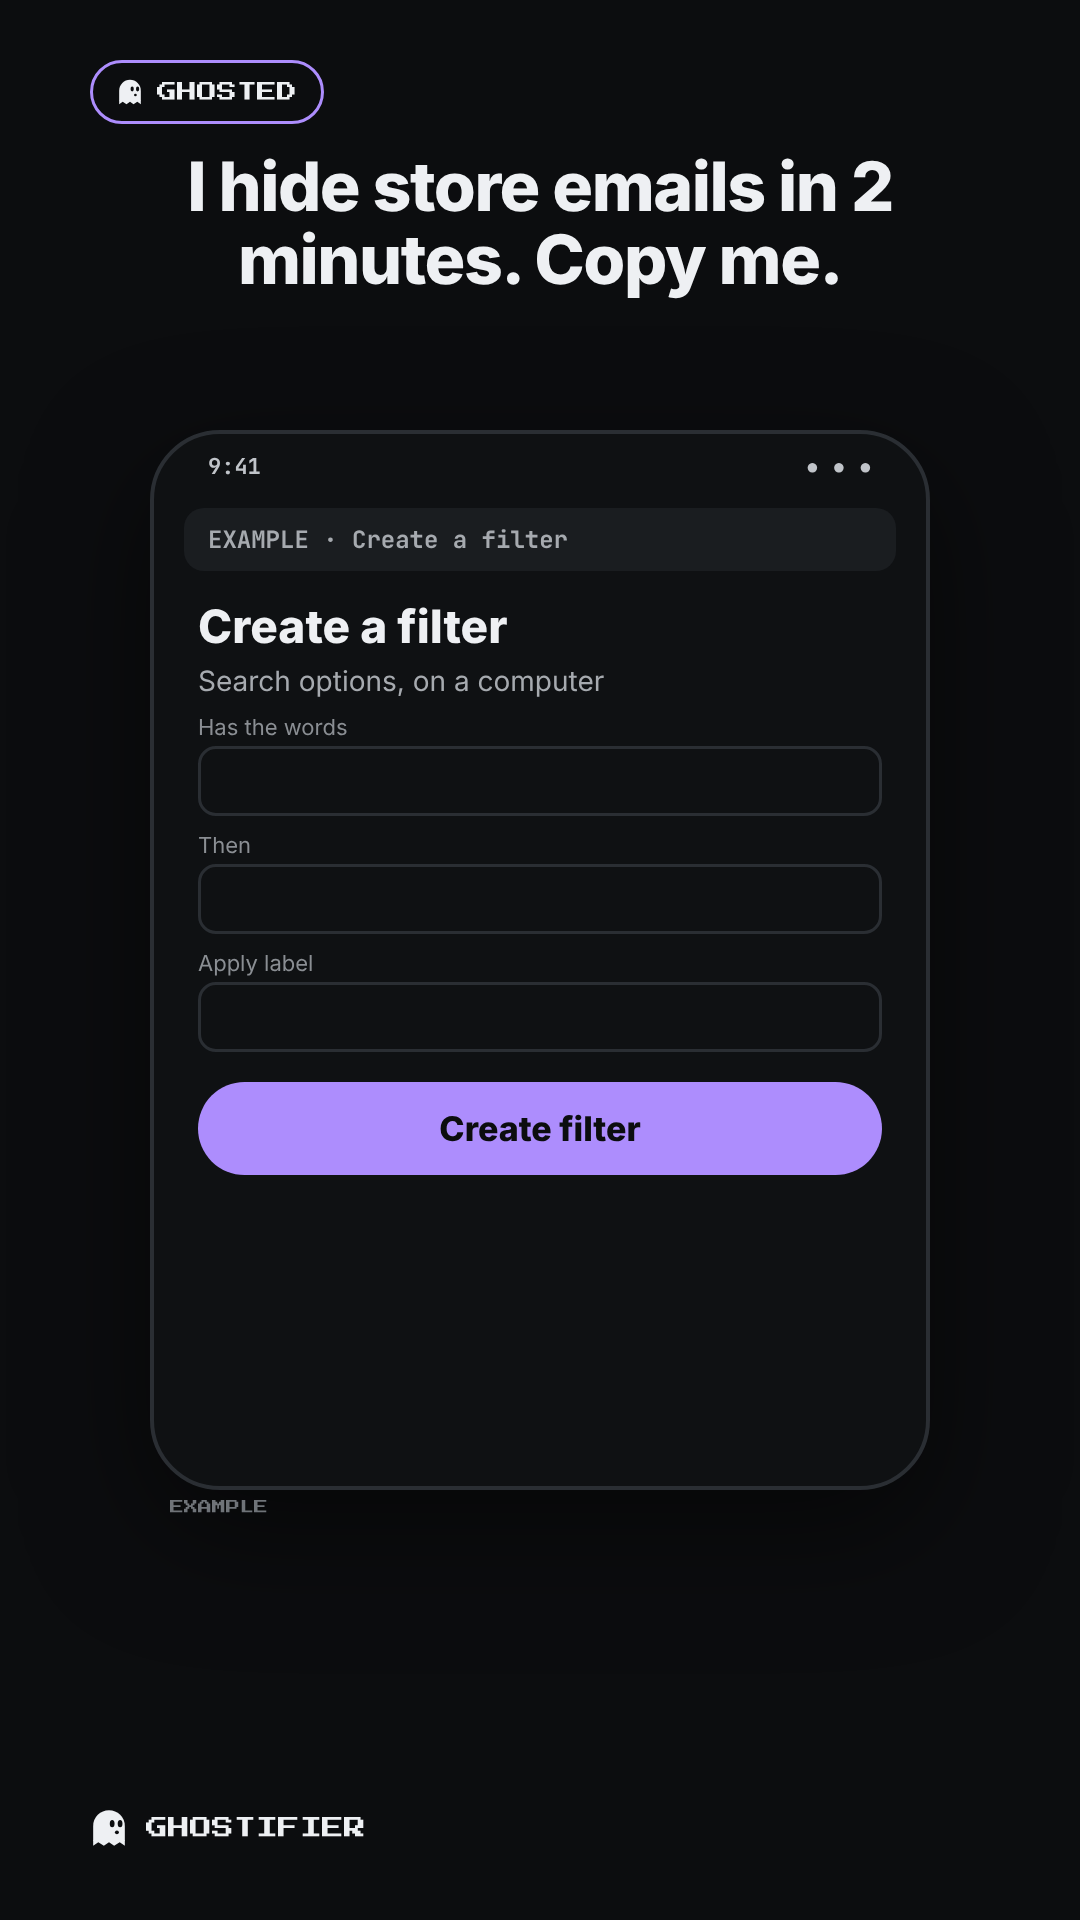 GHOSTED
I hide store emails in 2
minutes. Copy me.
9:41
EXAMPLE · Create a filter
Create a filter
Search options, on a computer
Has the words
Then
Apply label
Create filter
EXAMPLE
GHOSTIFIER